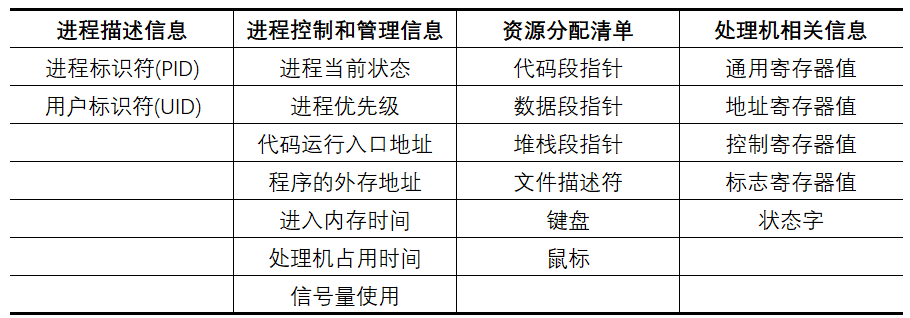 进程描述信息 进程控制和管理信息 资源分配清单 处理机相关信息
进程标识符(PID) 进程当前状态 代码段指针 通用寄存器值
用户标识符(UID) 进程优先级 数据段指针 地址寄存器值
代码运行入口地址 堆栈段指针 控制寄存器值
程序的外存地址 文件描述符 标志寄存器值
进入内存时间 键盘 状态字
处理机占用时间 鼠标
信号量使用